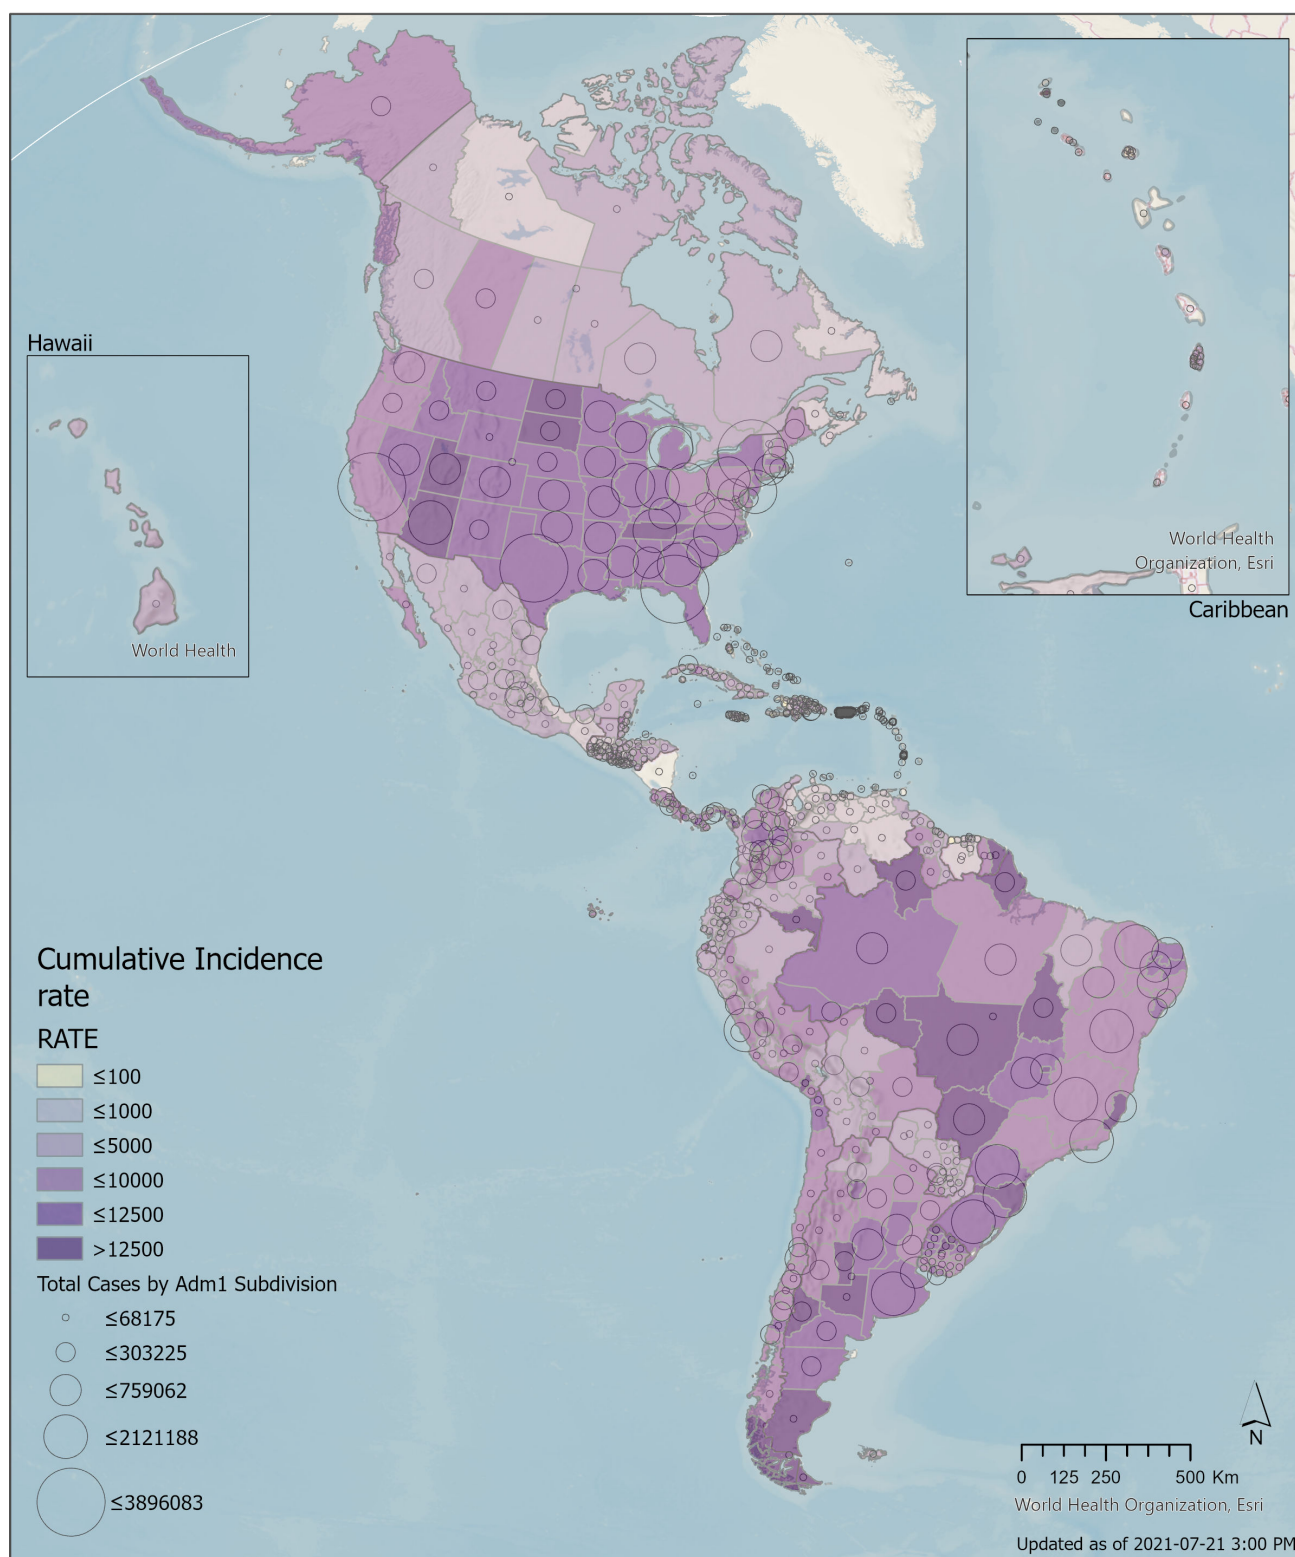 Hawaii
World Health
World Health
Organization, Esri
Caribbean
Cumulative Incidence
rate
RATE
≤100
≤1000
≤5000
≤10000
≤12500
>12500
Total Cases by Adm1 Subdivision
≤68175
≤303225
≤759062
≤2121188
≤3896083
N
0 125 250 500 Km
World Health Organization, Esri
Updated as of 2021-07-21 3:00 PM